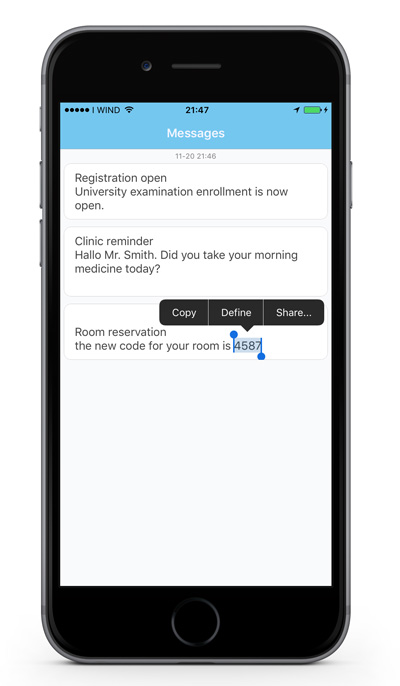 I WIND 21:47
Messages
11-20 21:46
Registration open
University examination enrollment is now
open.
Clinic reminder
Hallo Mr. Smith. Did you take your morning
medicine today?
Copy Define Share...
Room reservation
the new code for your room is 4587